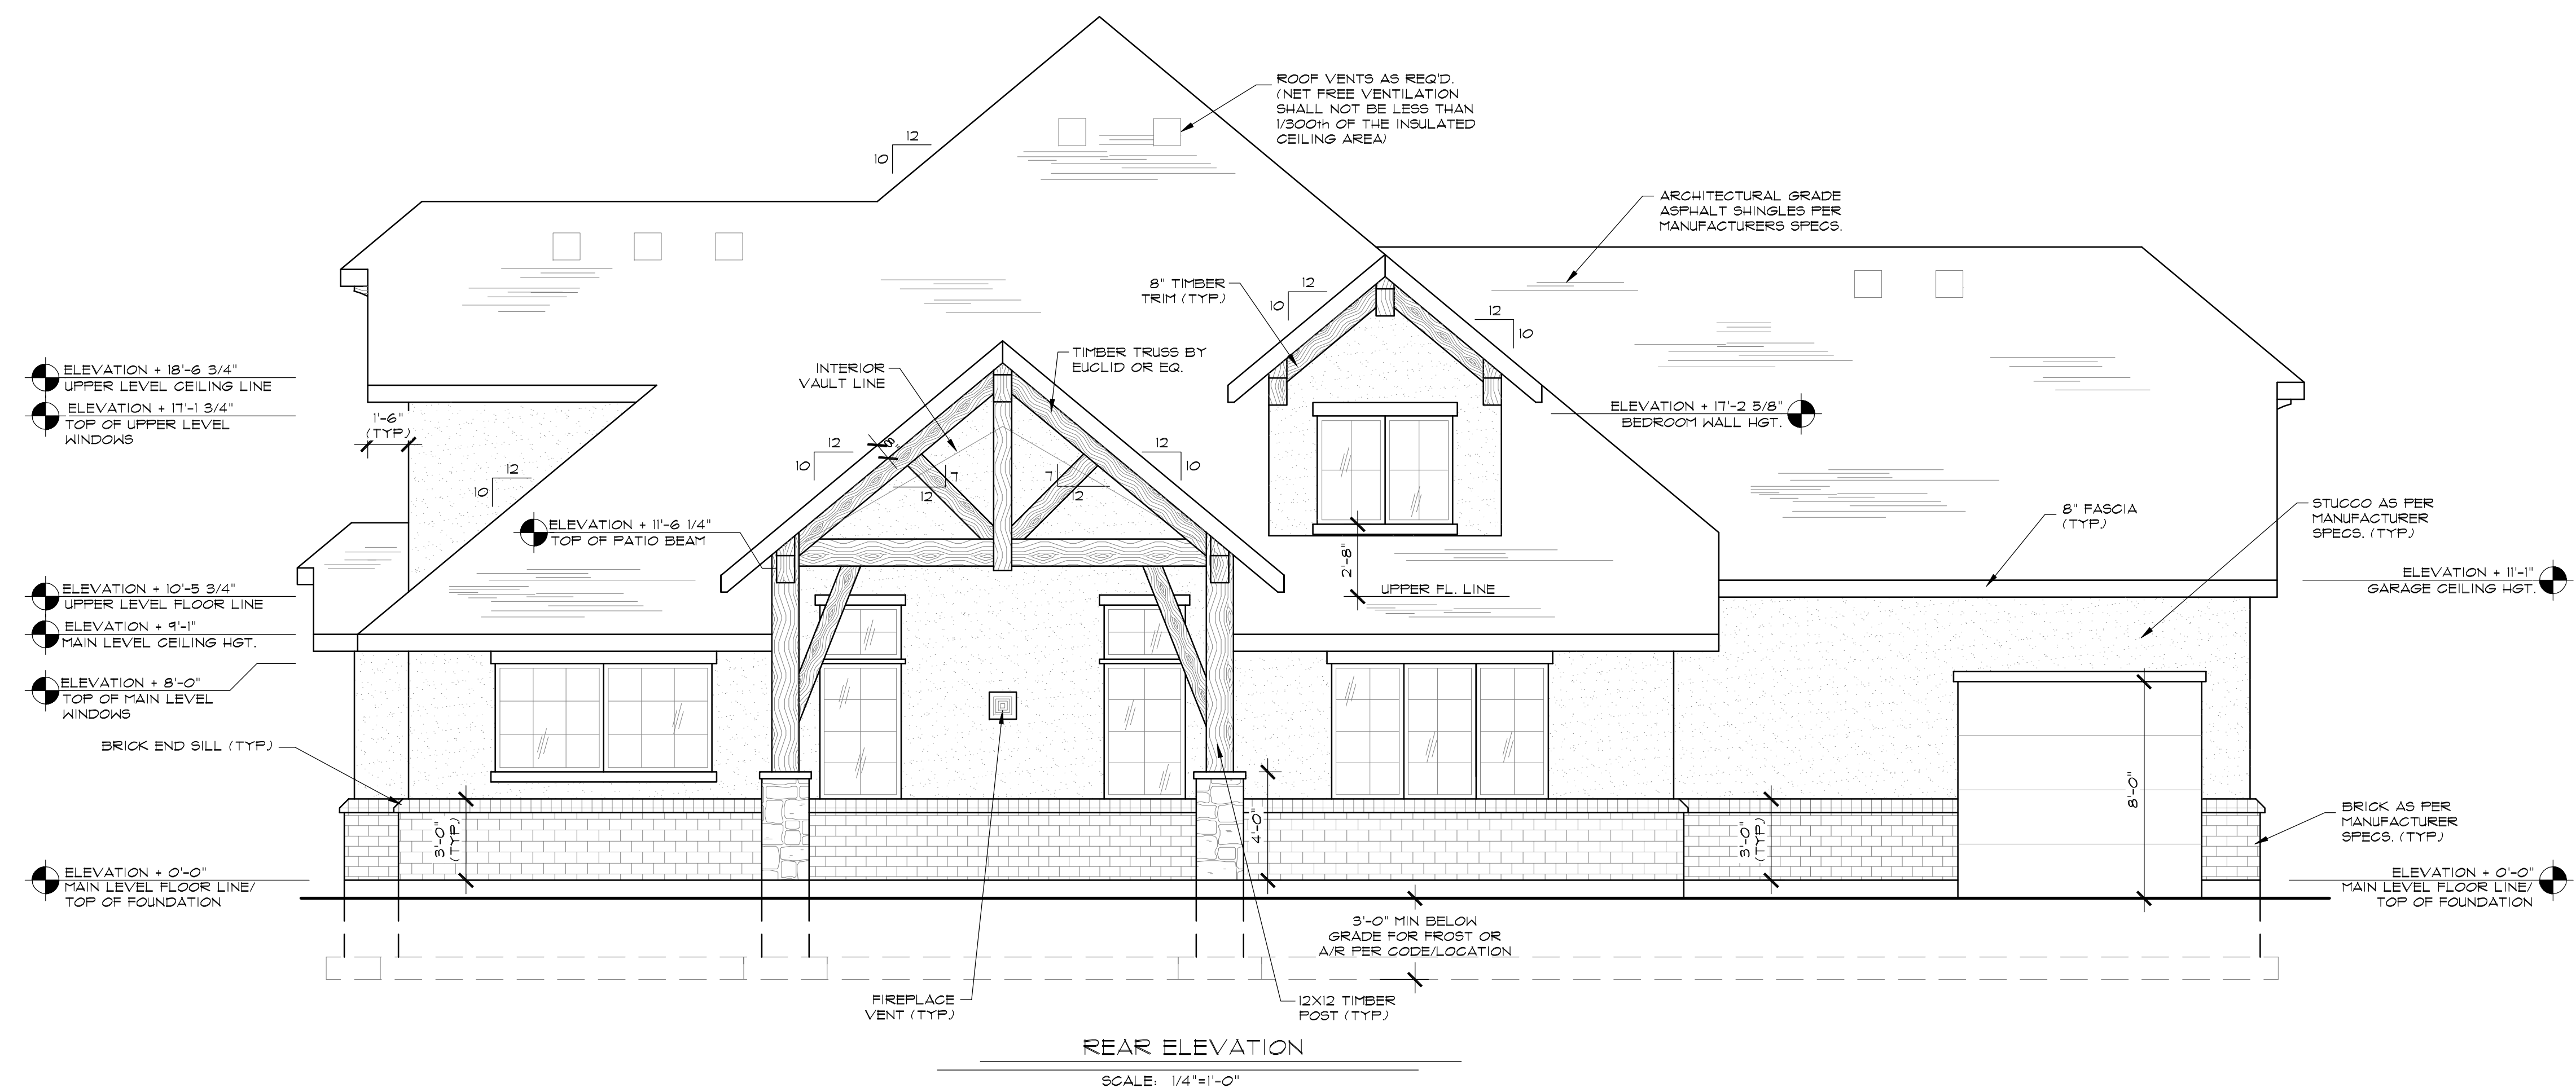 ROOF VENTS AS REQ'D.
(NET FREE VENTILATION
SHALL NOT BE LESS THAN
1/300th OF THE INSULATED
CEILING AREA)
12
10
ARCHITECTURAL GRADE
ASPHALT SHINGLES PER
MANUFACTURERS SPECS.
8" TIMBER
TRIM (TYP.)
12
10
12
10
TIMBER TRUSS BY
EUCLID OR EQ.
INTERIOR
VAULT LINE
ELEVATION + 18'-6 3/4"
UPPER LEVEL CEILING LINE
ELEVATION + 17'-1 3/4"
TOP OF UPPER LEVEL
WINDOWS
1'-6"
(TYP.)
ELEVATION + 17'-2 5/8"
BEDROOM WALL HGT.
12
10
12
10
8"
12
10
7
12
7
12
8" FASCIA
(TYP.)
STUCCO AS PER
MANUFACTURER
SPECS. (TYP.)
ELEVATION + 11'-6 1/4"
TOP OF PATIO BEAM
2'-8"
UPPER FL. LINE
ELEVATION + 11'-1"
GARAGE CEILING HGT.
ELEVATION + 10'-5 3/4"
UPPER LEVEL FLOOR LINE
ELEVATION + 9'-1"
MAIN LEVEL CEILING HGT.
ELEVATION + 8'-0"
TOP OF MAIN LEVEL
WINDOWS
BRICK END SILL (TYP.)
3'-0"
(TYP.)
4'-0"
3'-0"
(TYP.)
8'-0"
BRICK AS PER
MANUFACTURER
SPECS. (TYP.)
ELEVATION + 0'-0"
MAIN LEVEL FLOOR LINE/
TOP OF FOUNDATION
ELEVATION + 0'-0"
MAIN LEVEL FLOOR LINE/
TOP OF FOUNDATION
3'-0" MIN BELOW
GRADE FOR FROST OR
A/R PER CODE/LOCATION
FIREPLACE
VENT (TYP.)
12X12 TIMBER
POST (TYP.)
REAR ELEVATION
SCALE: 1/4"=1'-0"